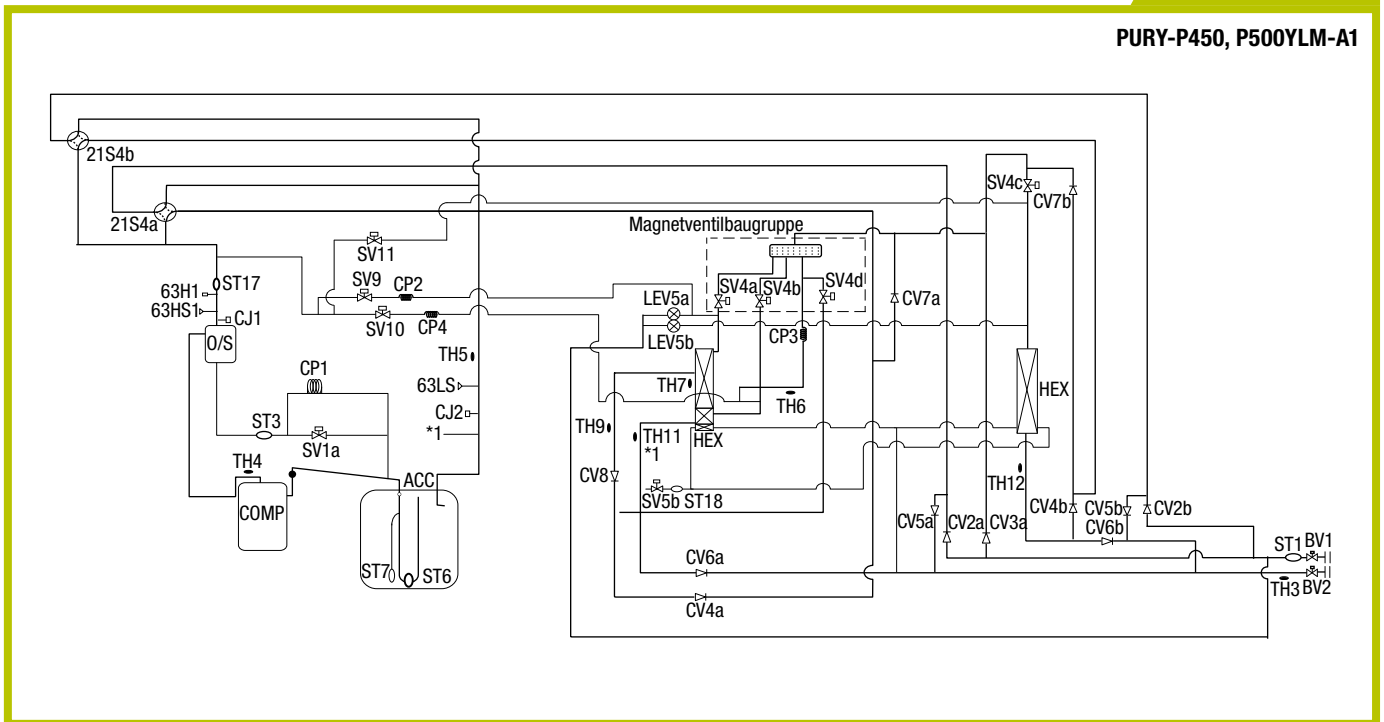 PURY-P450, P500YLM-A1
21S4b
21S4a
SV4c
CV7b
Magnetventilbaugruppe
SV11
ST17
SV9
CP2
SV4a
SV4b
SV4d
63H1
63HS1
CJ1
LEV5a
CV7a
SV10
CP4
O/S
LEV5b
CP3
TH5
CP1
TH7
HEX
63LS
TH6
CJ2
ST3
*1
TH9
TH11
*1
HEX
SV1a
TH4
ACC
CV8
TH12
SV5b
ST18
COMP
CV5a
CV2a
CV3a
CV4b
CV5b
CV6b
CV2b
ST1
BV1
CV6a
ST7
ST6
TH3
BV2
CV4a